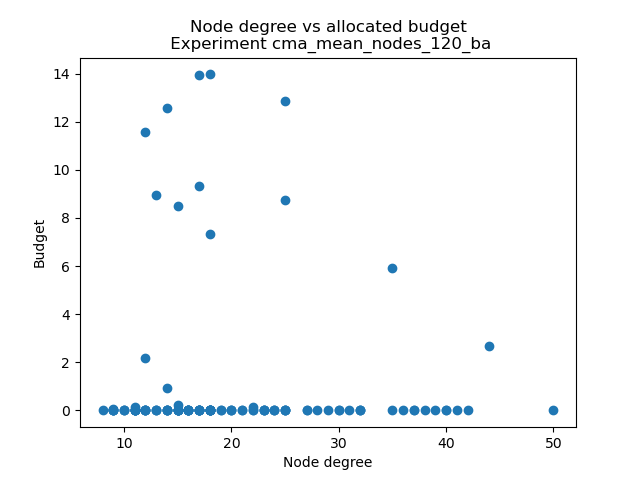 Node degree vs allocated budget
Experiment cma_mean_nodes_120_ba
14
12
10
8
6
4
2
0
Budget
10 20 30 40 50
Node degree